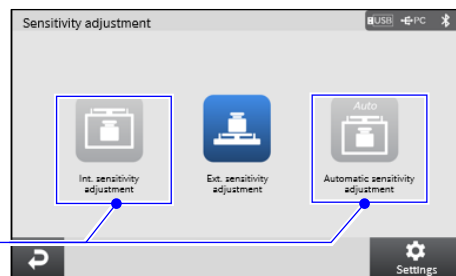 Sensitivity adjustment
USB PC
Auto
Int. sensitivity
adjustment
Ext. sensitivity
adjustment
Automatic sensitivity
adjustment
Settings